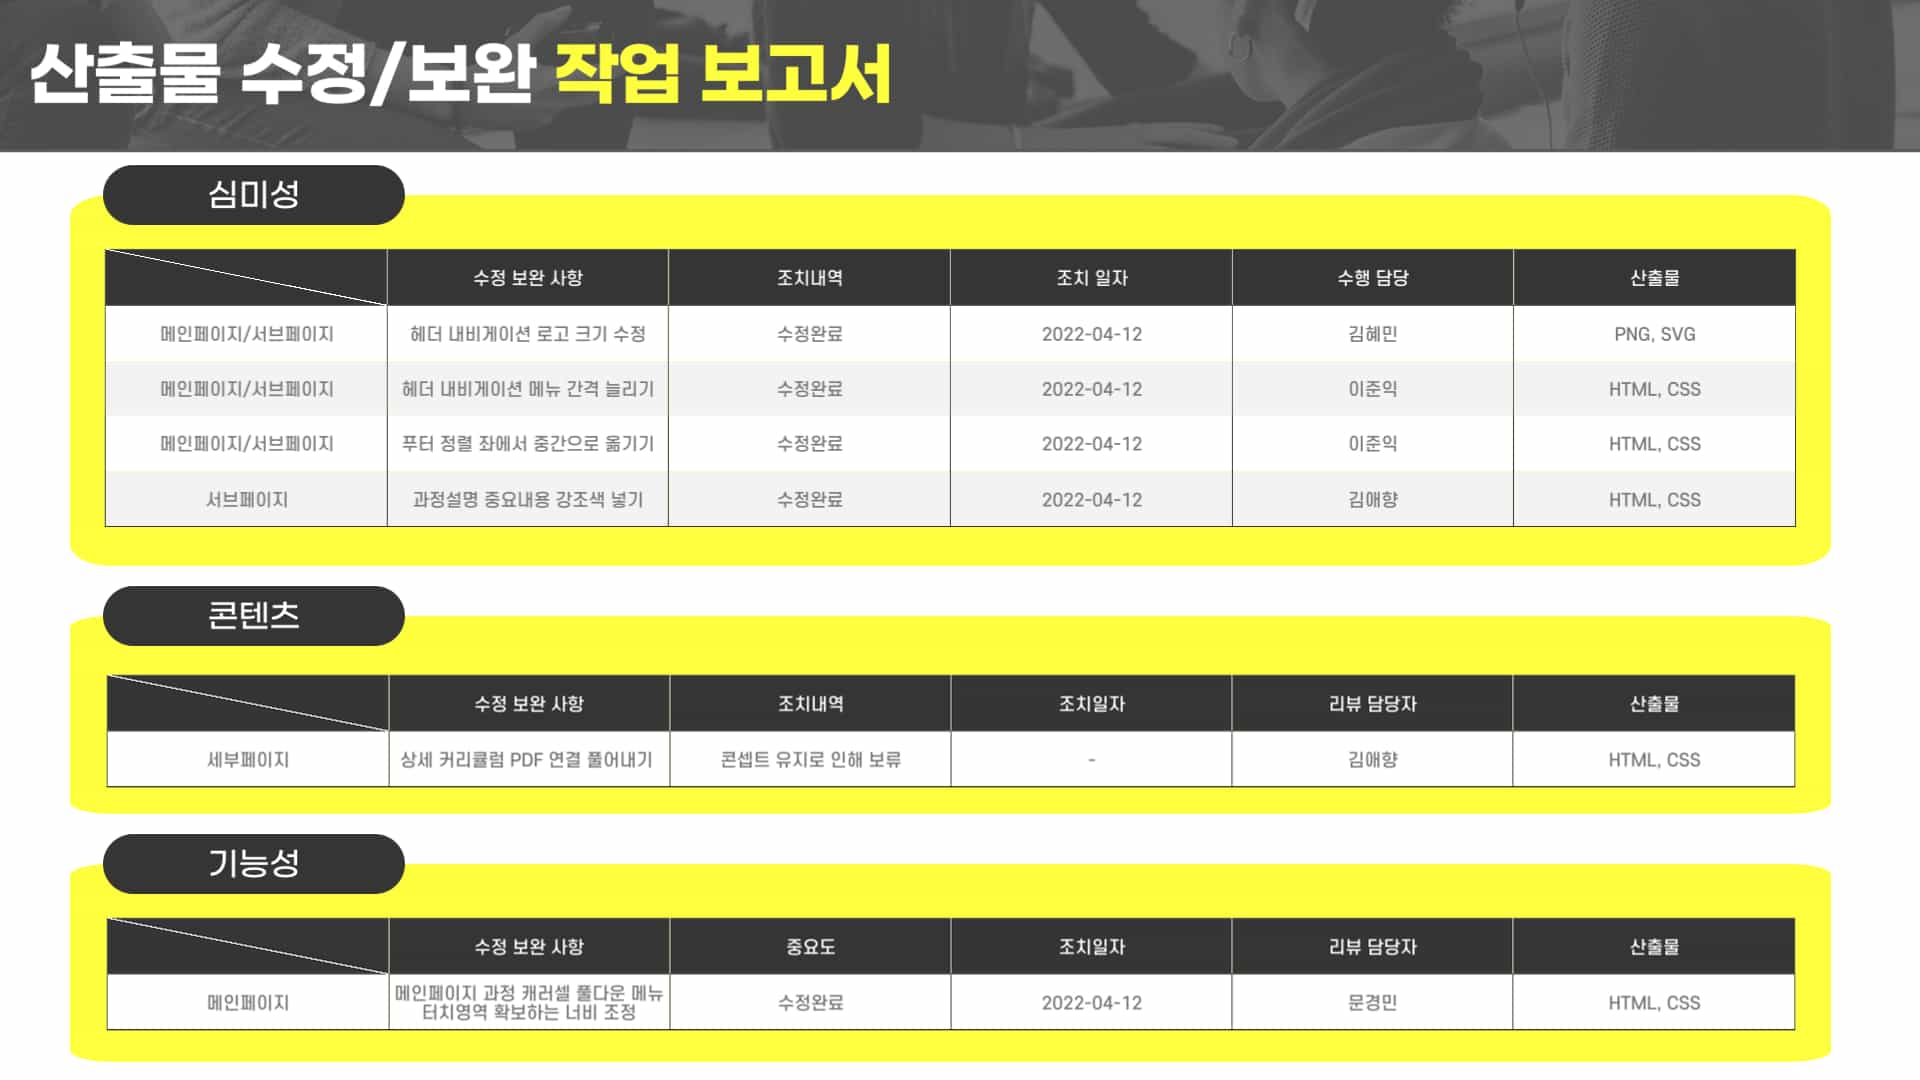 산출물 수정/보완 작업 보고서
심미성
수정 보완 사항 조치내역 조치 일자 수행 담당 산출물
메인페이지/서브페이지 헤더 내비게이션 로고 크기 수정 수정완료 2022-04-12 김혜민 PNG, SVG
메인페이지/서브페이지 헤더 내비게이션 메뉴 간격 늘리기 수정완료 2022-04-12 이준익 HTML, CSS
메인페이지/서브페이지 푸터 정렬 좌에서 중간으로 옮기기 수정완료 2022-04-12 이준익 HTML, CSS
서브페이지 과정설명 중요내용 강조색 넣기 수정완료 2022-04-12 김애향 HTML, CSS
콘텐츠
수정 보완 사항 조치내역 조치일자 리뷰 담당자 산출물
세부페이지 상세 커리큘럼 PDF 연결 풀어내기 콘셉트 유지로 인해 보류 - 김애향 HTML, CSS
기능성
수정 보완 사항 중요도 조치일자 리뷰 담당자 산출물
메인페이지 메인페이지 과정 캐러셀 풀다운 메뉴
터치영역 확보하는 너비 조정 수정완료 2022-04-12 문경민 HTML, CSS